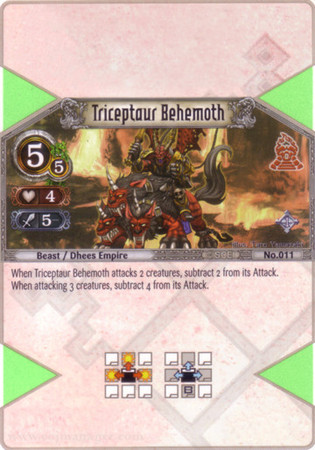 Triceptaur Behemoth
5
5
4
5
Beast / Dhees Empire
No.011
When Triceptaur Behemoth attacks 2 creatures, subtract 2 from its Attack.
When attacking 3 creatures, subtract 4 from its Attack.
B